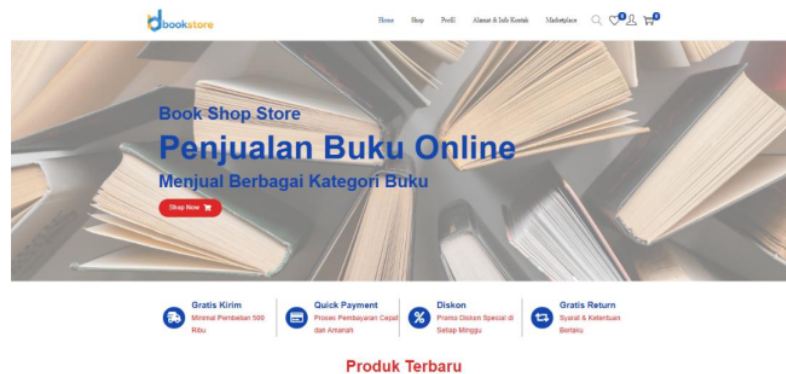 bookstore
Home Shop Profil Alamat & Info Kontak Marketplace
0 0
Book Shop Store
Penjualan Buku Online
Menjual Berbagai Kategori Buku
Shop Now
Gratis Kirim
Minimal Pembelian 500
Ribu
Quick Payment
Proses Pembayaran Cepat
dan Amanah
Diskon
Promo Diskon Special di
Setiap Minggu
Gratis Return
Syarat & Ketentuan
Berlaku
Produk Terbaru